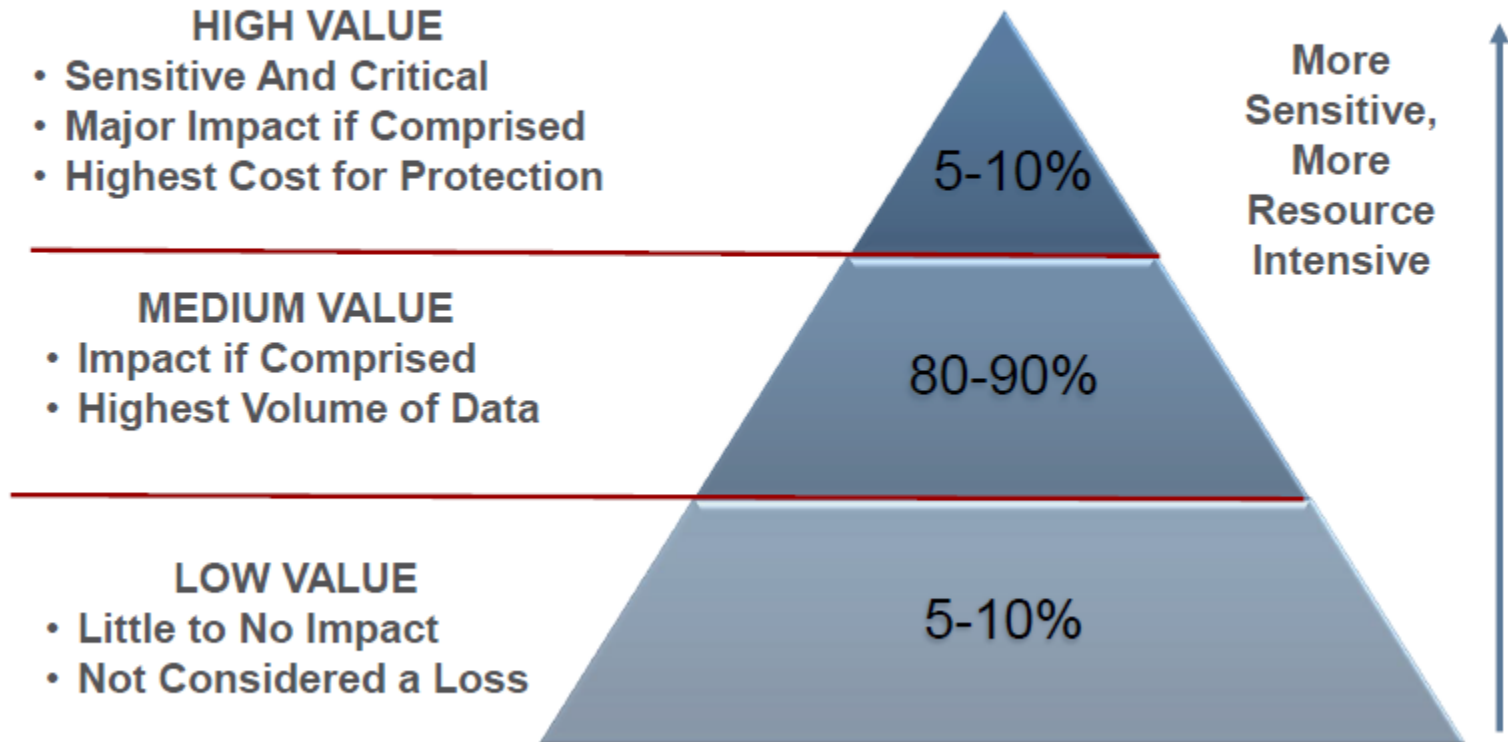 HIGH VALUE
• Sensitive And Critical
• Major Impact if Comprised
• Highest Cost for Protection
5-10%
More
Sensitive,
More
Resource
Intensive
MEDIUM VALUE
• Impact if Comprised
• Highest Volume of Data
80-90%
LOW VALUE
• Little to No Impact
• Not Considered a Loss
5-10%